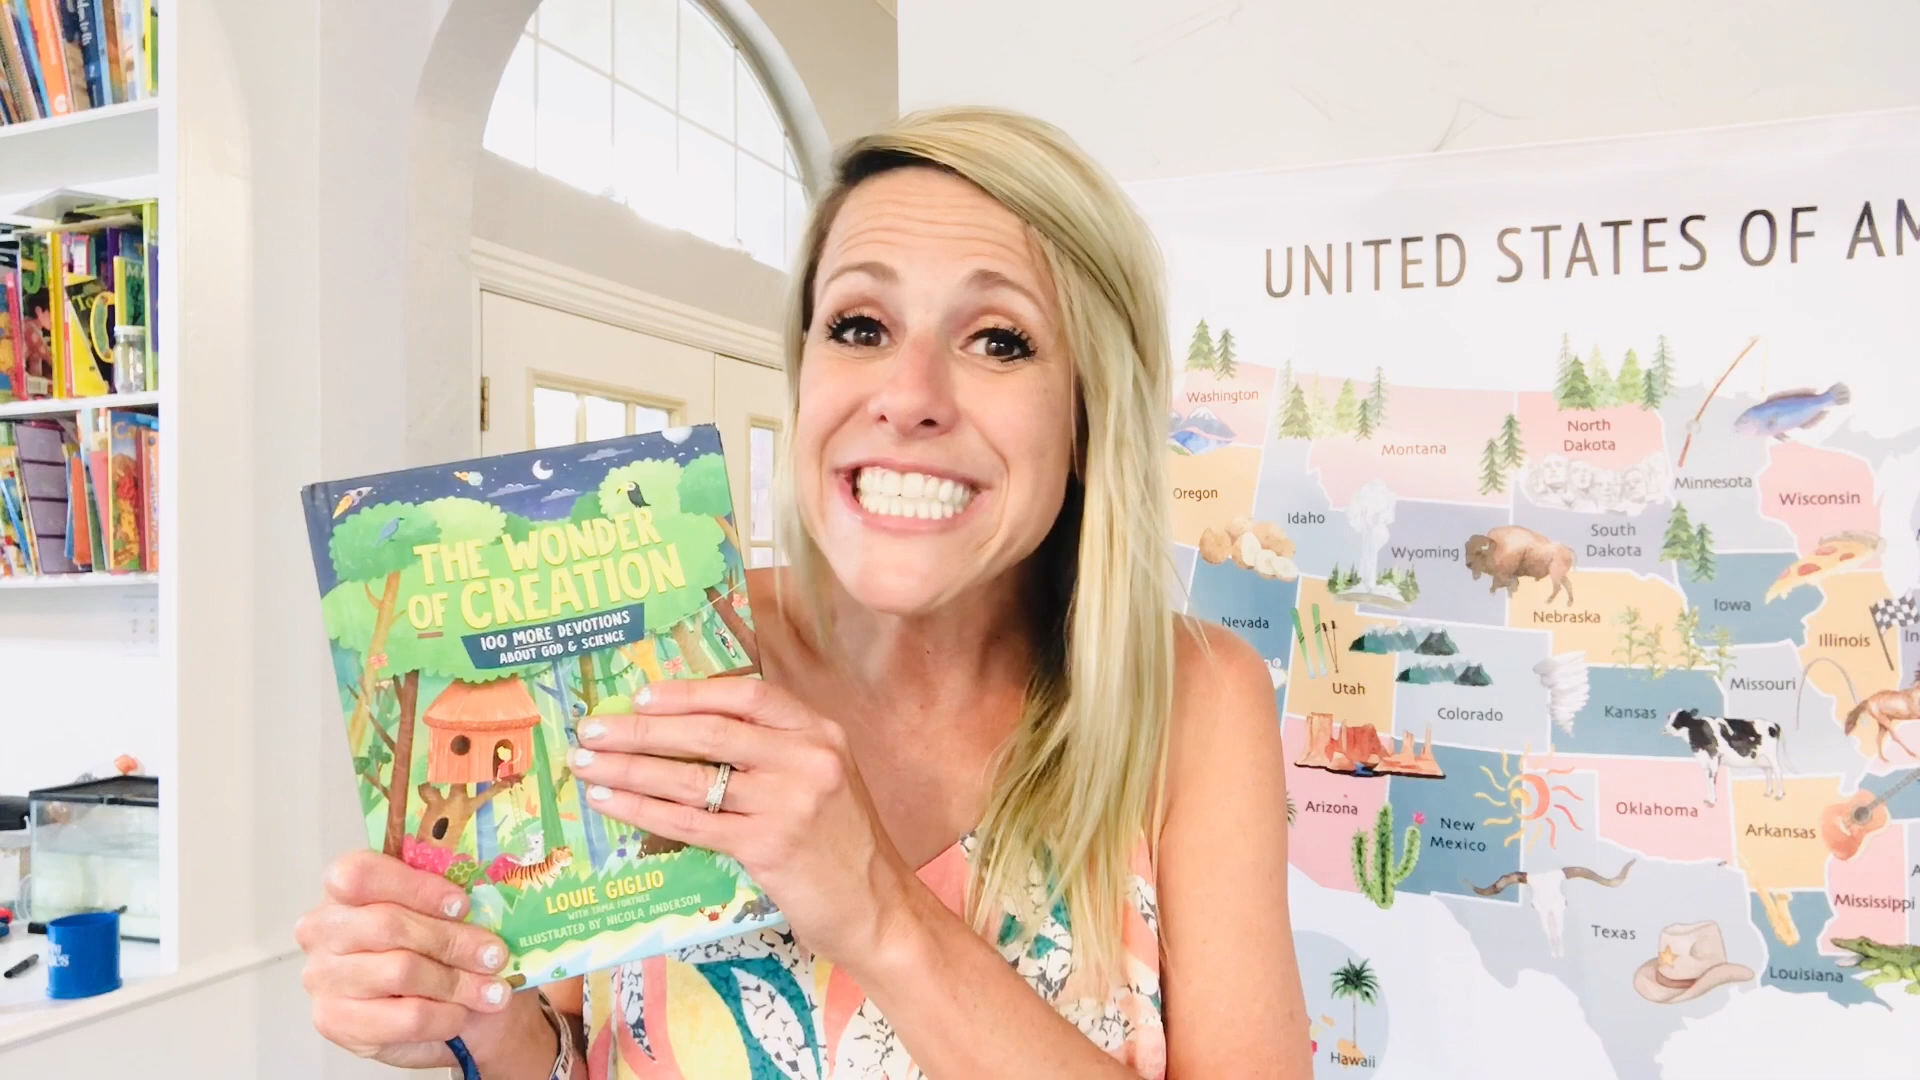 THE WONDER
OF CREATION
100 MORE DEVOTIONS
ABOUT GOD & SCIENCE
LOUIE GIGLIO
WITH TAMA FORTNER
ILLUSTRATED BY NICOLA ANDERSON
UNITED STATES OF AM
Washington
Montana
North
Dakota
Minnesota
Wisconsin
Oregon
Idaho
Wyoming
South
Dakota
Nevada
Nebraska
Iowa
Illinois
In
Utah
Colorado
Kansas
Missouri
Arizona
New
Mexico
Oklahoma
Arkansas
Mississippi
Texas
Louisiana
Hawaii